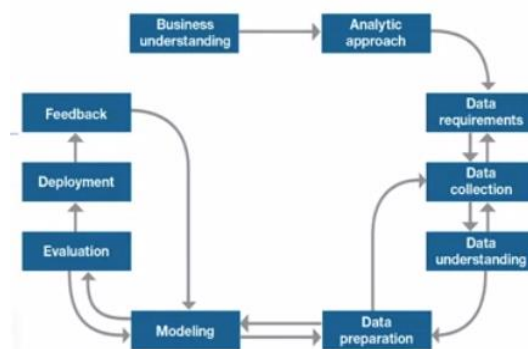 Business
understanding
Analytic
approach
Feedback
Data
requirements
Deployment
Data
collection
Evaluation
Data
understanding
Modeling
Data
preparation